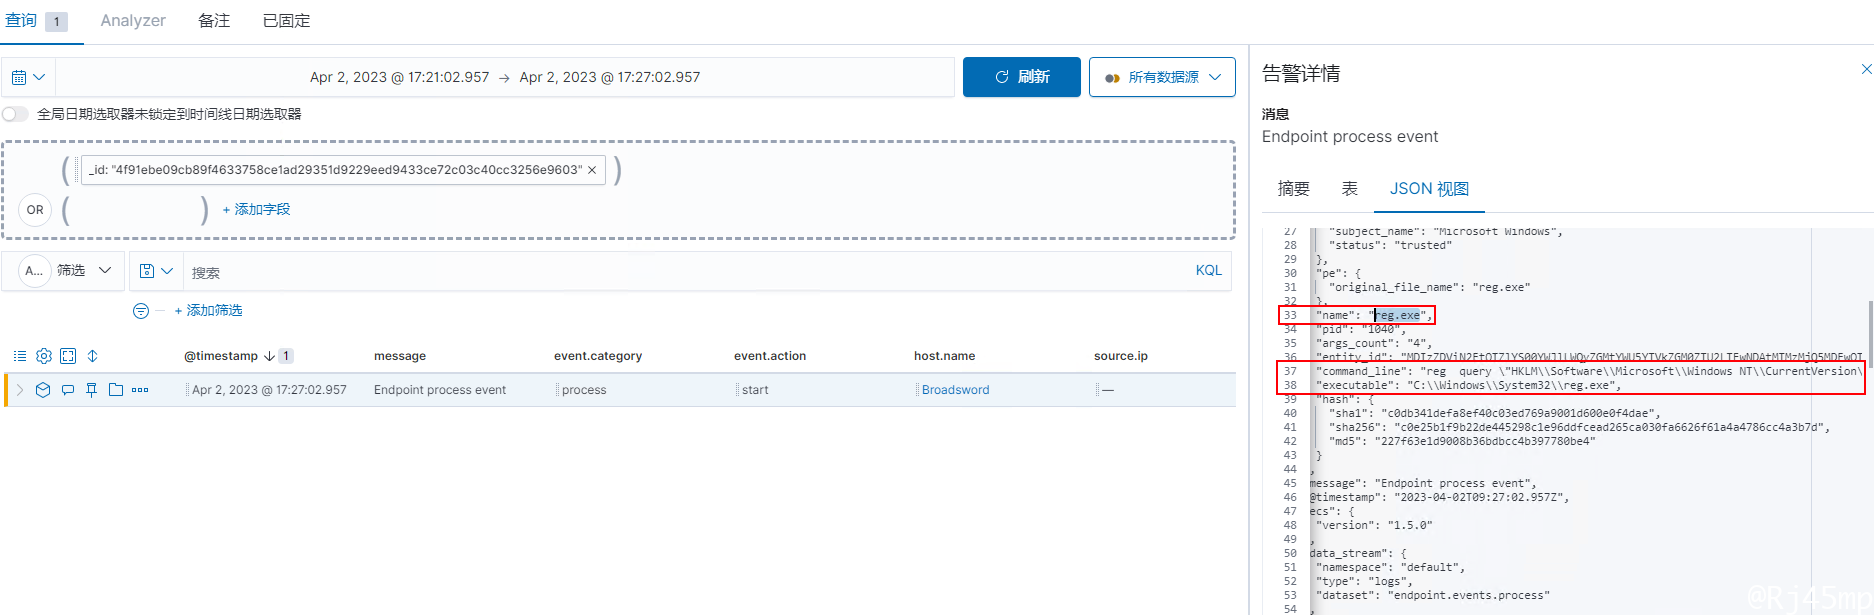 查询 1 Analyzer 备注 已固定
Apr 2, 2023 @ 17:21:02.957 → Apr 2, 2023 @ 17:27:02.957 刷新 所有数据源
全局日期选取器未锁定到时间线日期选取器
( _id: "4f91ebe09cb89f4633758ce1ad29351d9229eed9433ce72c03c40cc3256e9603" × )
OR ( ) + 添加字段
A... 筛选 搜索 KQL
+ 添加筛选
@timestamp ↓ 1 message event.category event.action host.name source.ip
Apr 2, 2023 @ 17:27:02.957 Endpoint process event process start Broadsword —
告警详情
消息
Endpoint process event
摘要 表 JSON 视图
27 "subject_name": "Microsoft Windows",
28 "status": "trusted"
29 },
30 "pe": {
31 "original_file_name": "reg.exe"
32 },
33 "name": "reg.exe",
34 "pid": "1040",
35 "args_count": "4",
36 "entity_id":
37 "command_line": "reg  query \"HKLM\\Software\\Microsoft\\Windows NT\\CurrentVersion\
38 "executable": "C:\\Windows\\System32\\reg.exe",
39 "hash": {
40 "sha1": "c0db341defa8ef40c03ed769a9001d600e0f4dae",
41 "sha256": "c0e25b1f9b22de445298c1e96ddfcead265ca030fa6626f61a4a4786cc4a3b7d",
42 "md5": "227f63e1d9008b36bdbcc4b397780be4"
43 }
44 ,
45 message": "Endpoint process event",
46 @timestamp": "2023-04-02T09:27:02.957Z",
47 ecs": {
48 "version": "1.5.0"
49 ,
50 data_stream": {
51 "namespace": "default",
52 "type": "logs",
53 "dataset": "endpoint.events.process"
54 ,
@Rj45mp